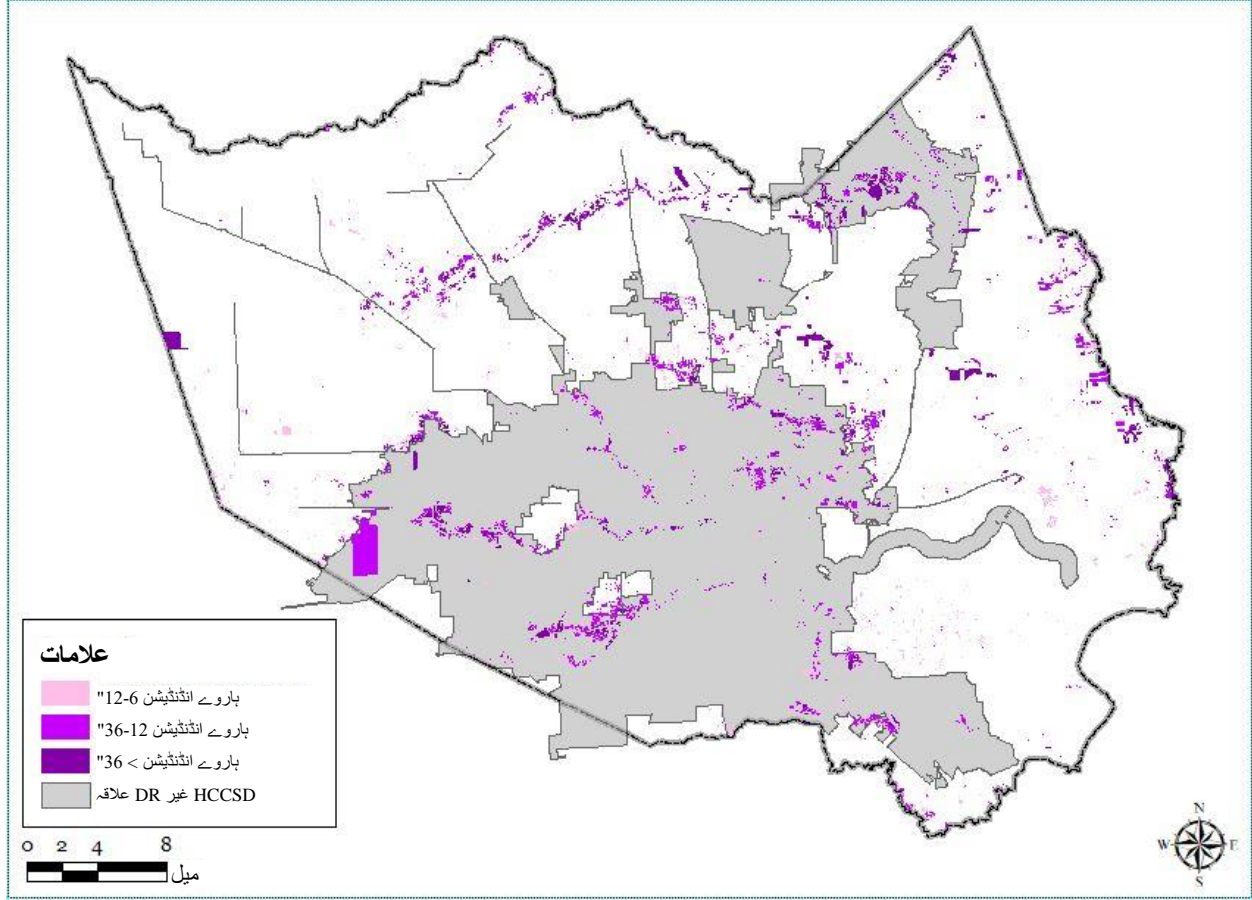 علامات
ہاروے انڈنڈیشن 6-12"
ہاروے انڈنڈیشن 12-36"
ہاروے انڈنڈیشن > 36"
HCCSD غیر DR علاقہ
0 2 4 8
میل
N
W E
S